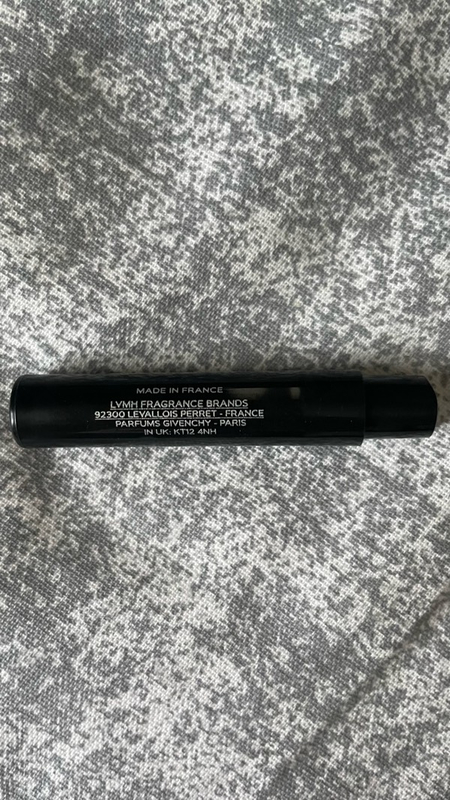 MADE IN FRANCE
LVMH FRAGRANCE BRANDS
92300 LEVALLOIS PERRET - FRANCE
PARFUMS GIVENCHY - PARIS
IN UK: KT12 4NH